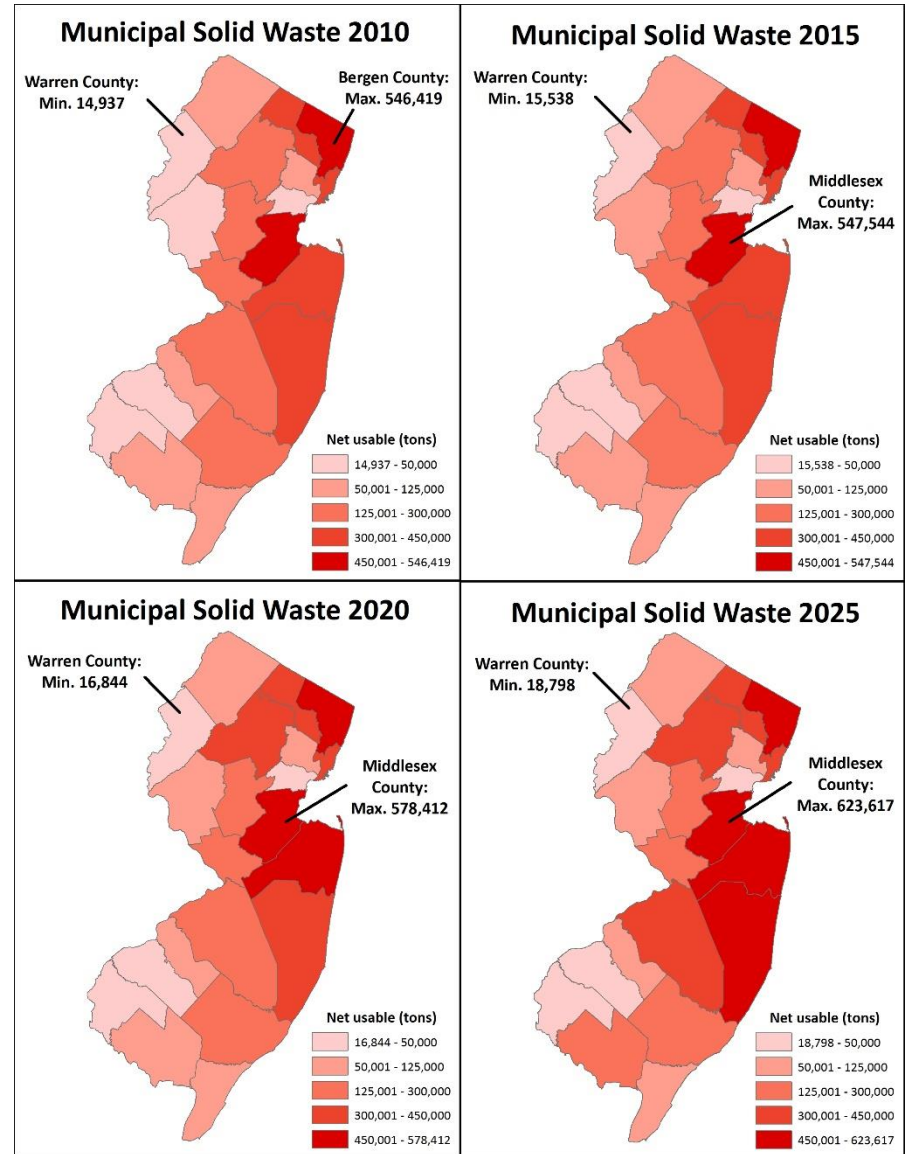 Municipal Solid Waste 2010
Warren County:
Min. 14,937
Bergen County:
Max. 546,419
Net usable (tons)
14,937 - 50,000
50,001 - 125,000
125,001 - 300,000
300,001 - 450,000
450,001 - 546,419
Municipal Solid Waste 2015
Warren County:
Min. 15,538
Middlesex
County:
Max. 547,544
Net usable (tons)
15,538 - 50,000
50,001 - 125,000
125,001 - 300,000
300,001 - 450,000
450,001 - 547,544
Municipal Solid Waste 2020
Warren County:
Min. 16,844
Middlesex
County:
Max. 578,412
Net usable (tons)
16,844 - 50,000
50,001 - 125,000
125,001 - 300,000
300,001 - 450,000
450,001 - 578,412
Municipal Solid Waste 2025
Warren County:
Min. 18,798
Middlesex
County:
Max. 623,617
Net usable (tons)
18,798 - 50,000
50,001 - 125,000
125,001 - 300,000
300,001 - 450,000
450,001 - 623,617